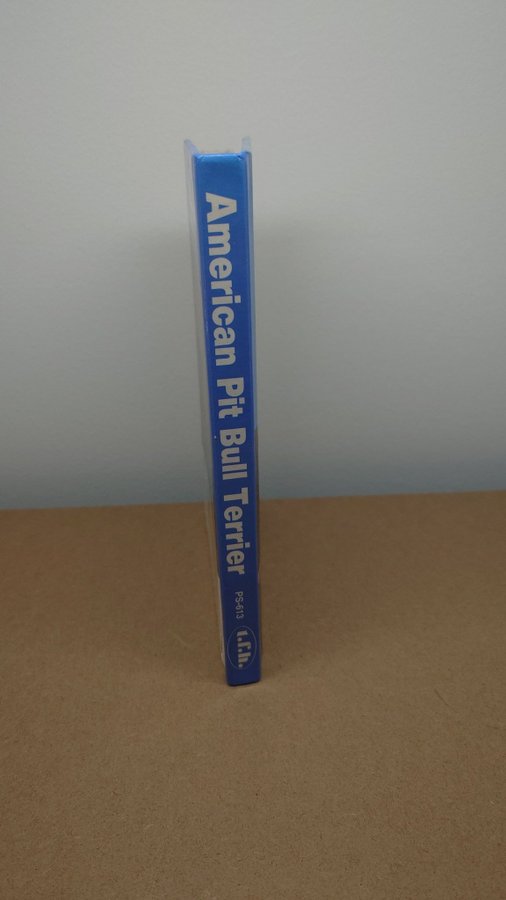 American Pit Bull Terrier
PS-613
t.f.h.